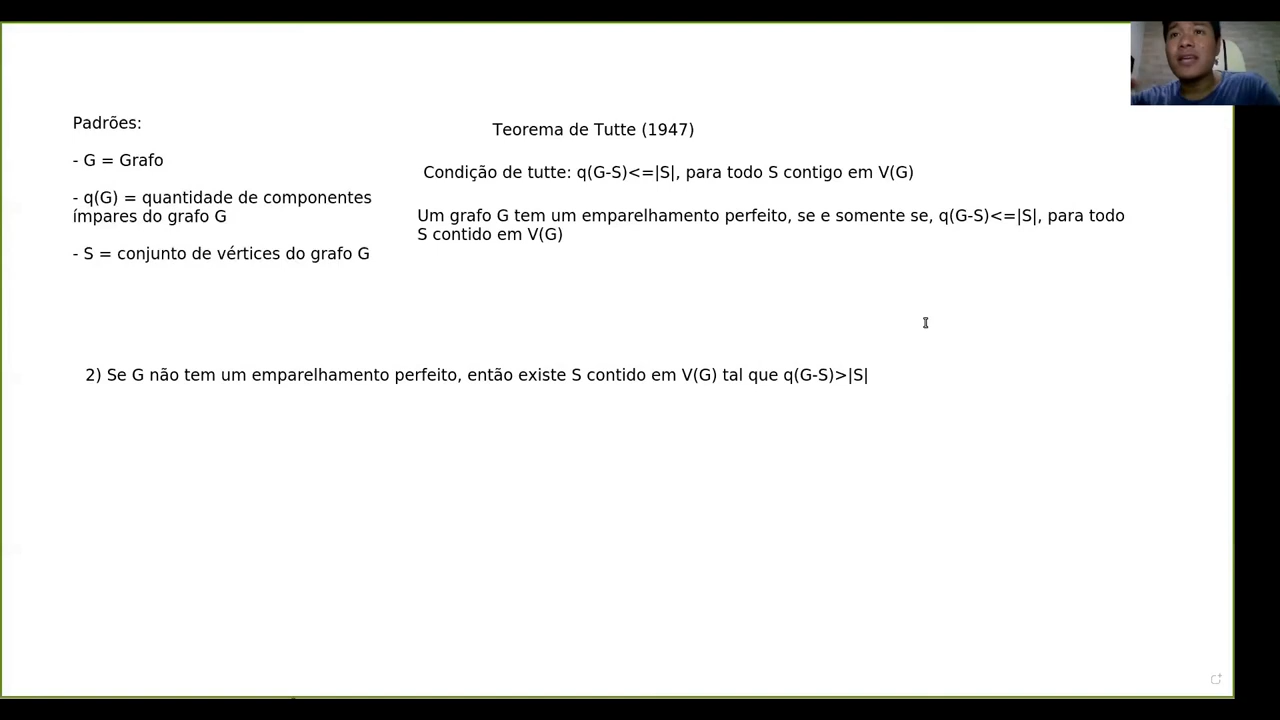 Padrões:
- G = Grafo
- q(G) = quantidade de componentes
ímpares do grafo G
- S = conjunto de vértices do grafo G
Teorema de Tutte (1947)
Condição de tutte: q(G-S)<=|S|, para todo S contigo em V(G)
Um grafo G tem um emparelhamento perfeito, se e somente se, q(G-S)<=|S|, para todo
S contido em V(G)
2) Se G não tem um emparelhamento perfeito, então existe S contido em V(G) tal que q(G-S)>|S|